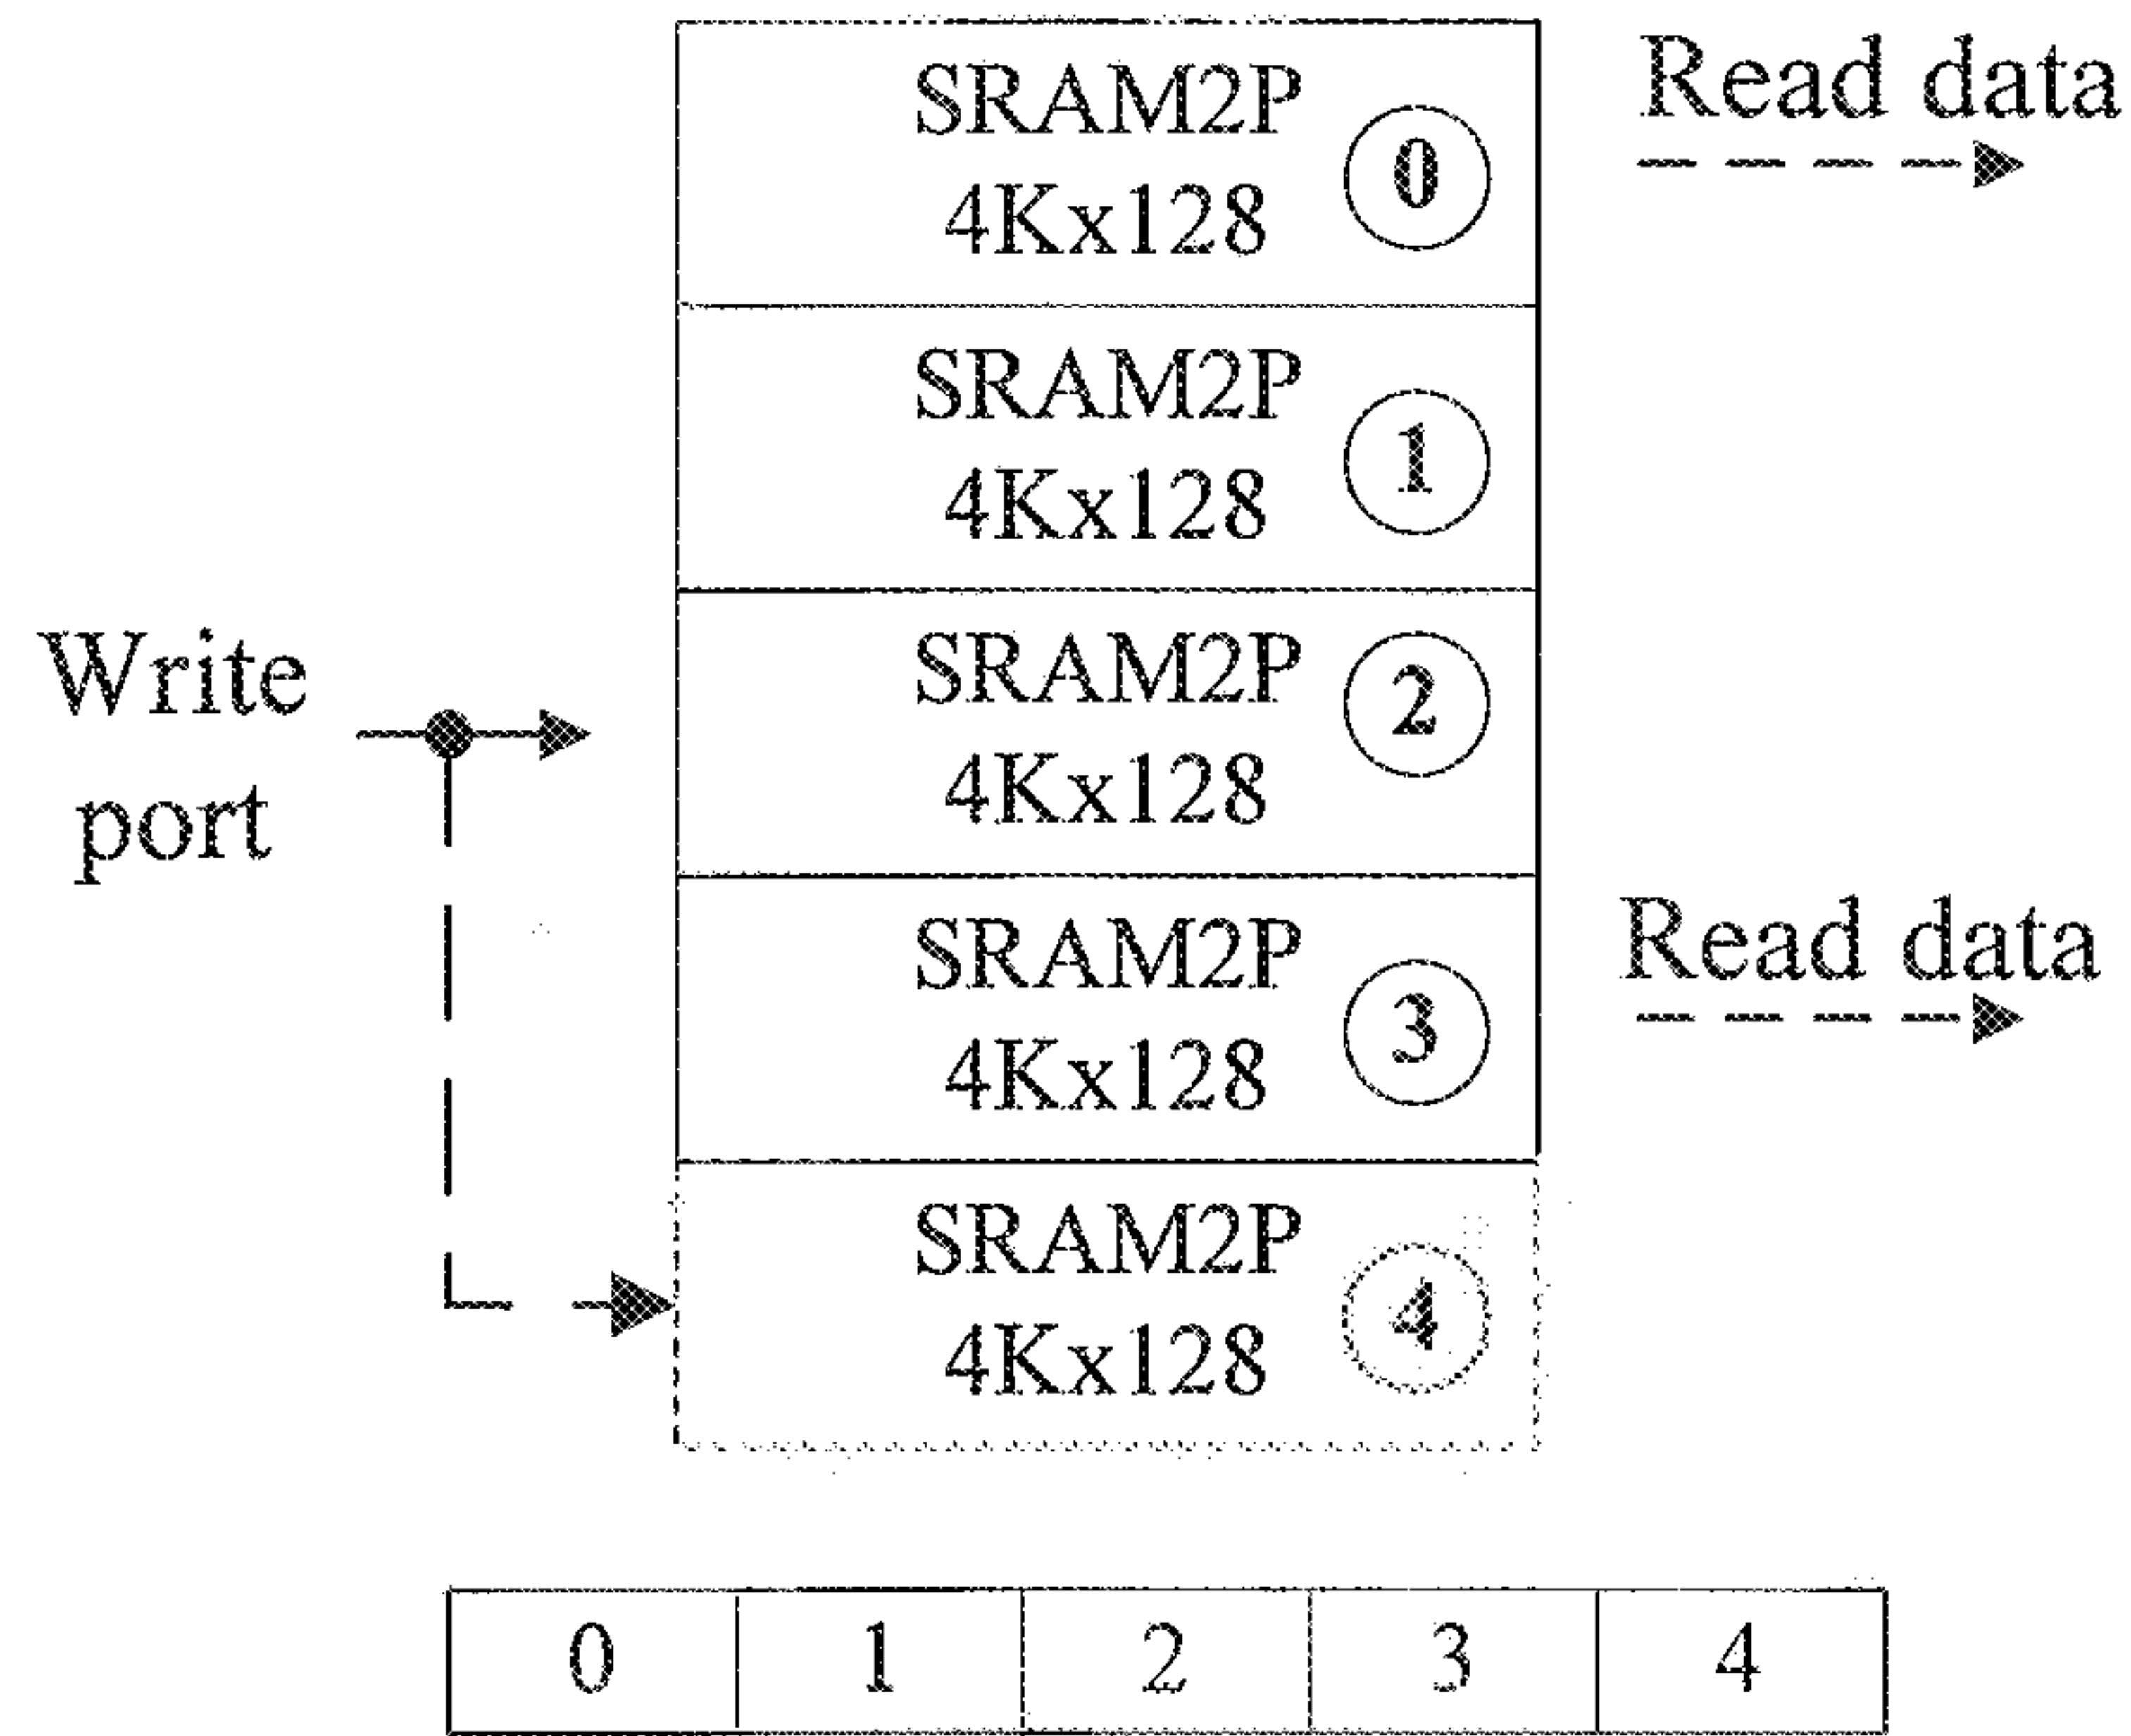 SRAM2P
4Kx128
0
Read data
SRAM2P
4Kx128
1
Write
port
SRAM2P
4Kx128
2
SRAM2P
4Kx128
3
Read data
SRAM2P
4Kx128
4
0 1 2 3 4